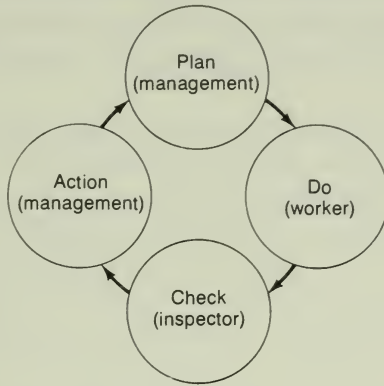 Plan
(management)
Do
(worker)
Check
(inspector)
Action
(management)